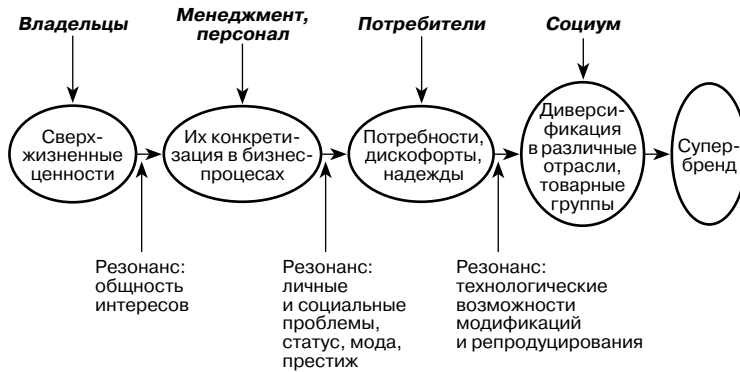 Владельцы
Менеджмент,
персонал
Потребители
Социум
Сверх-
жизненные
ценности
Их конкрети-
зация в бизнес-
процесах
Потребности,
дискофорты,
надежды
Диверси-
фикация
в различные
отрасли,
товарные
группы
Супер-
бренд
Резонанс:
общность
интересов
Резонанс:
личные
и социальные
проблемы,
статус, мода,
престиж
Резонанс:
технологические
возможности
модификаций
и репродуцирования